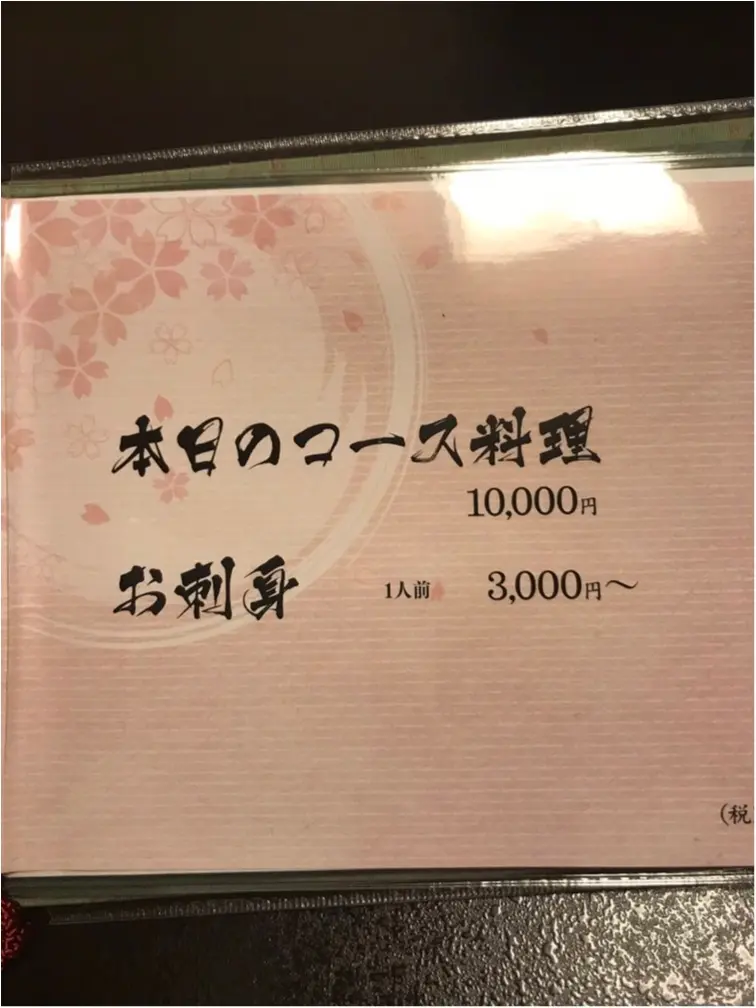 本日のコース料理
10,000円
お刺身 1人前 3,000円～
(税